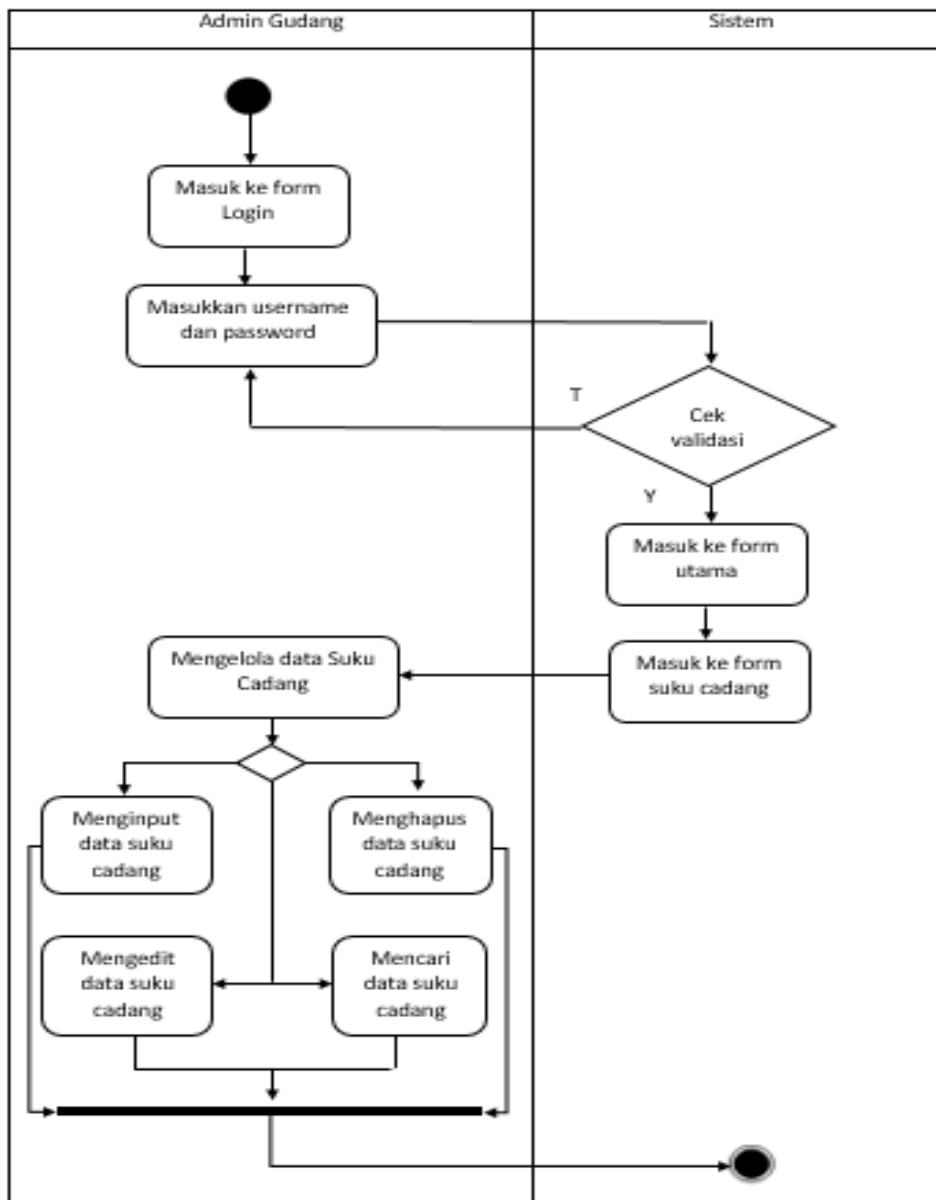 Admin Gudang
Sistem
Masuk ke form
Login
Masukkan username
dan password
T
Cek
validasi
Y
Masuk ke form
utama
Mengelola data Suku
Cadang
Masuk ke form
suku cadang
Menginput
data suku
cadang
Menghapus
data suku
cadang
Mengedit
data suku
cadang
Mencari
data suku
cadang